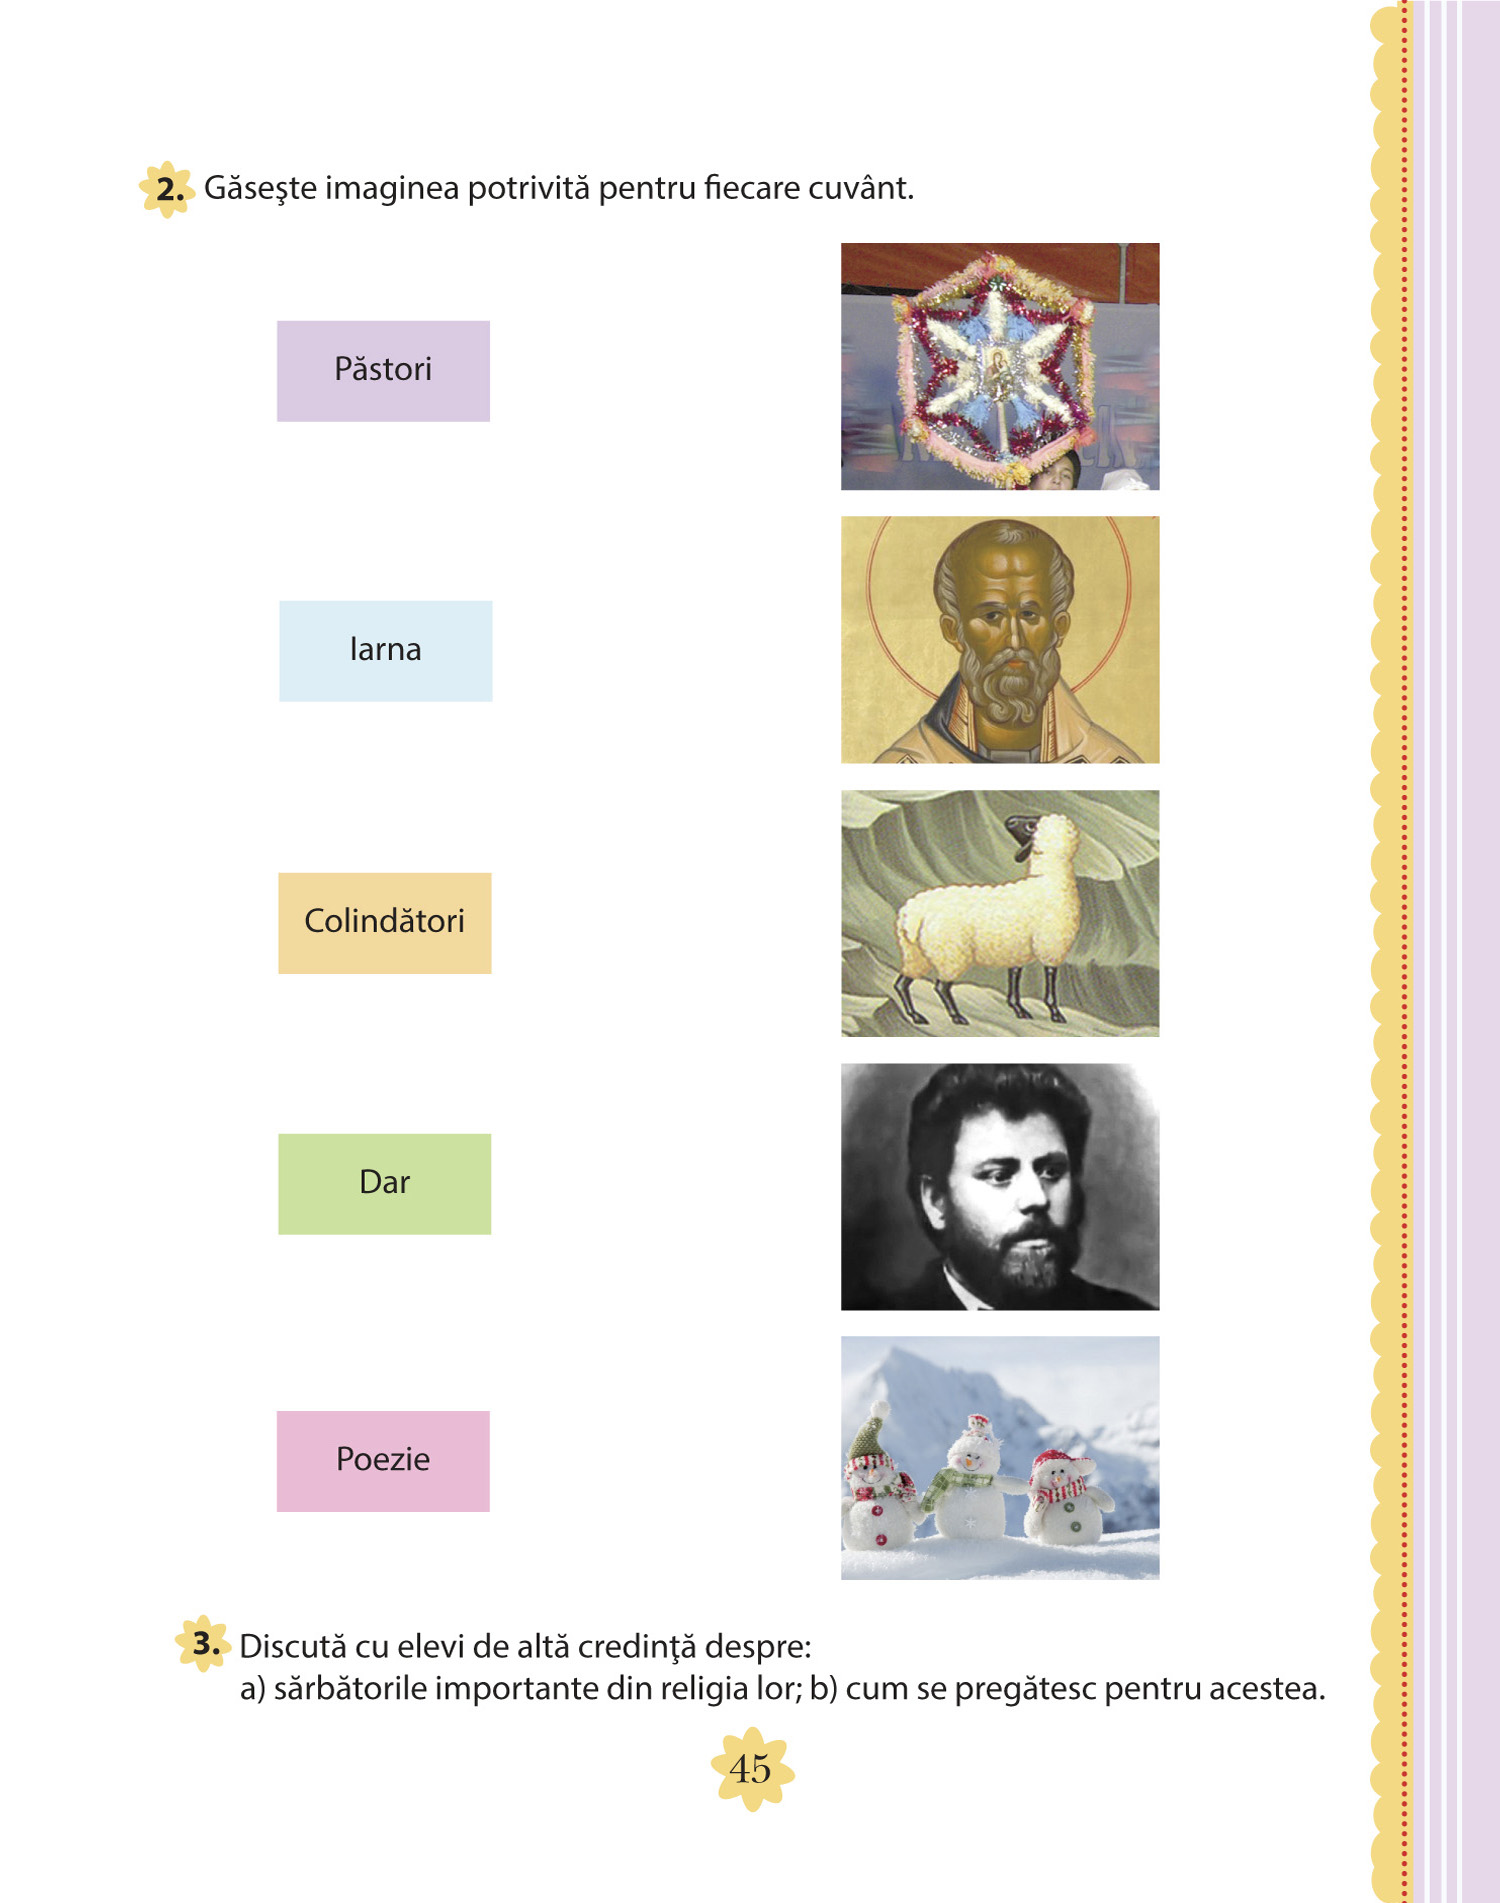 2. Găseşte imaginea potrivită pentru fiecare cuvânt.
Păstori
Iarna
Colindători
Dar
Poezie
3. Discută cu elevi de altă credinţă despre:
a) sărbătorile importante din religia lor; b) cum se pregătesc pentru acestea.
45